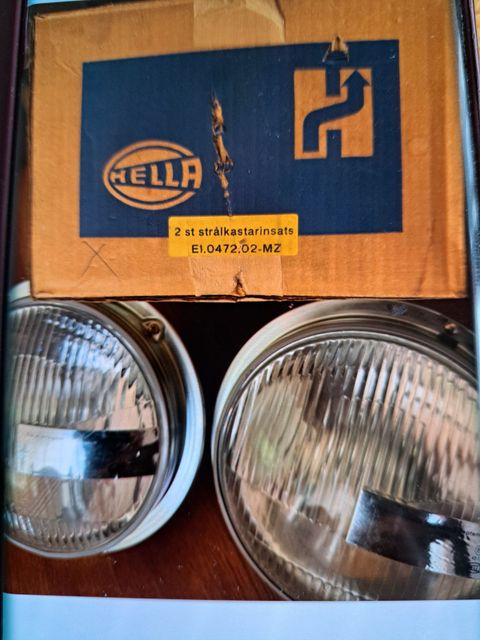 HELLA
2 st strålkastarinsats
E1.0472.02-MZ